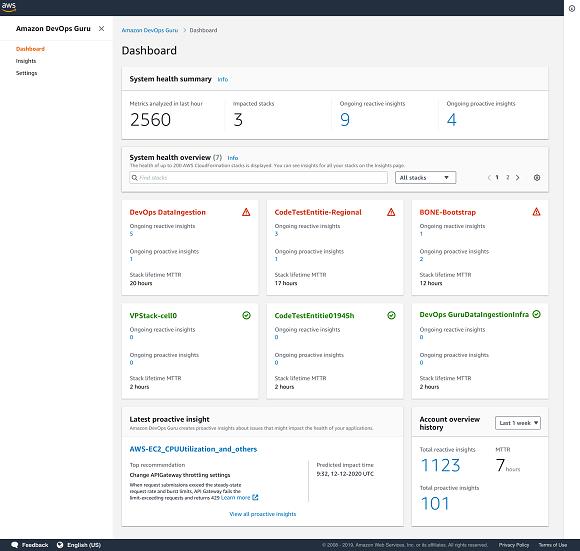 aws
Amazon DevOps Guru
Dashboard
Insights
Settings
Amazon DevOps Guru > Dashboard
Dashboard
System health summary Info
Metrics analyzed in last hour
2560
Impacted stacks
3
Ongoing reactive insights
9
Ongoing proactive insights
4
System health overview (7) Info
The health of up to 200 AWS CloudFormation stacks is displayed. You can see insights for all your stacks on the Insights page.
Find stacks
All stacks
1 2
DevOps DataIngestion
Ongoing reactive insights
5
Ongoing proactive insights
1
Stack lifetime MTTR
20 hours
CodeTestEntitie-Regional
Ongoing reactive insights
3
Ongoing proactive insights
1
Stack lifetime MTTR
17 hours
BONE-Bootstrap
Ongoing reactive insights
1
Ongoing proactive insights
2
Stack lifetime MTTR
12 hours
VPStack-cell0
Ongoing reactive insights
0
Ongoing proactive insights
0
Stack lifetime MTTR
2 hours
CodeTestEntitie01945h
Ongoing reactive insights
0
Ongoing proactive insights
0
Stack lifetime MTTR
2 hours
DevOps GuruDataIngestionInfra
Ongoing reactive insights
0
Ongoing proactive insights
0
Stack lifetime MTTR
2 hours
Latest proactive insight
Amazon DevOps Guru creates proactive insights about issues that might impact the health of your applications.
AWS-EC2_CPUUtilization_and_others
Top recommendation
Change APIGateway throttling settings
When request submissions exceed the steady-state
request rate and burst limits, API Gateway fails the
limit-exceeding requests and returns 429 Learn more
Predicted impact time
9:32, 12-12-2020 UTC
View all proactive insights
Account overview
history
Last 1 week
Total reactive insights
1123
MTTR
7 hours
Total proactive insights
101
Feedback English (US)
© 2008 - 2019, Amazon Web Services, Inc. or its affiliates. All rights reserved. Privacy Policy Terms of Use